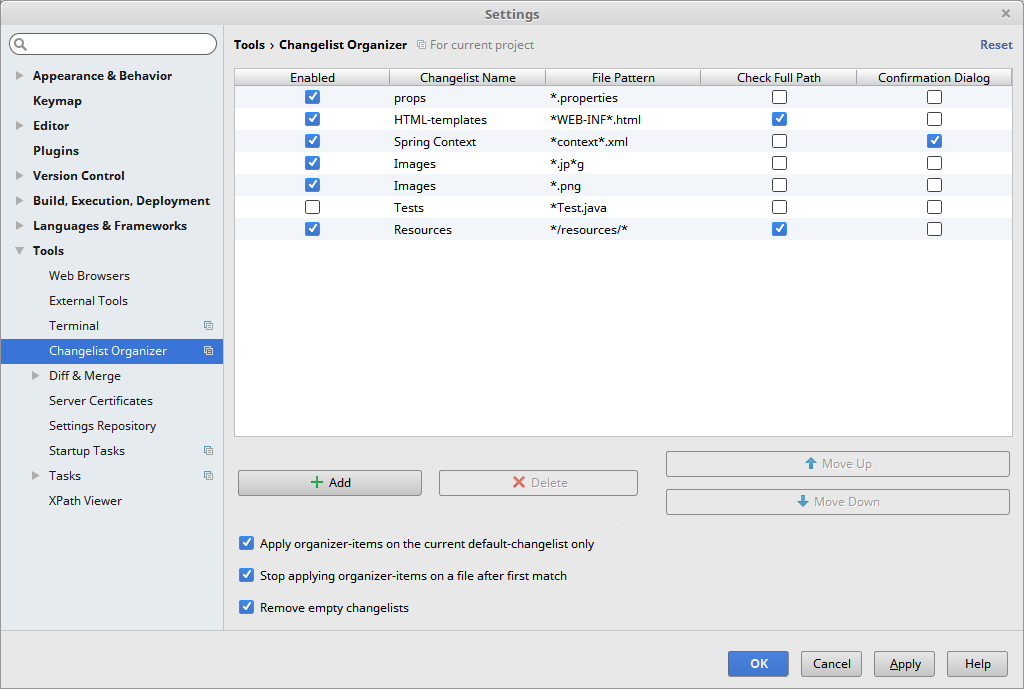 Settings
Tools › Changelist Organizer For current project Reset
Appearance & Behavior
Keymap
Editor
Plugins
Version Control
Build, Execution, Deployment
Languages & Frameworks
Tools
Web Browsers
External Tools
Terminal
Changelist Organizer
Diff & Merge
Server Certificates
Settings Repository
Startup Tasks
Tasks
XPath Viewer
Enabled Changelist Name File Pattern Check Full Path Confirmation Dialog
props *.properties
HTML-templates *WEB-INF*.html
Spring Context *context*.xml
Images *.jp*g
Images *.png
Tests *Test.java
Resources */resources/*
Add Delete Move Up
Move Down
Apply organizer-items on the current default-changelist only
Stop applying organizer-items on a file after first match
Remove empty changelists
OK Cancel Apply Help